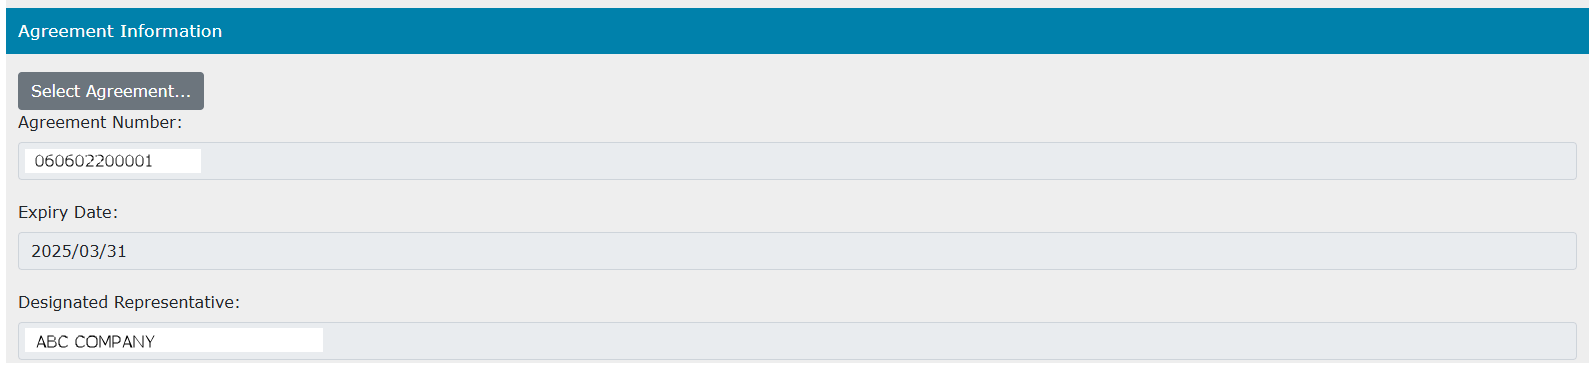 Agreement Information
Select Agreement...
Agreement Number:
060602200001
Expiry Date:
2025/03/31
Designated Representative:
ABC COMPANY